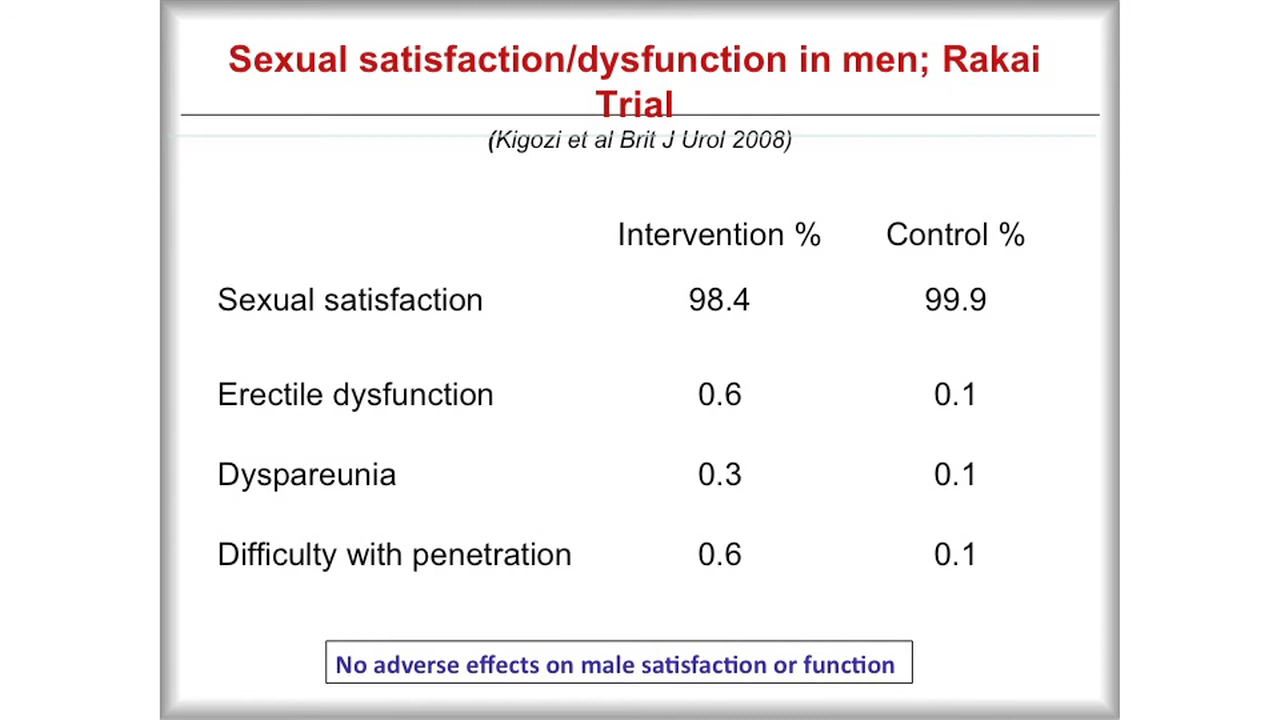 Sexual satisfaction/dysfunction in men; Rakai
Trial
(Kigozi et al Brit J Urol 2008)
Intervention % Control %
Sexual satisfaction 98.4 99.9
Erectile dysfunction 0.6 0.1
Dyspareunia 0.3 0.1
Difficulty with penetration 0.6 0.1
No adverse effects on male satisfaction or function